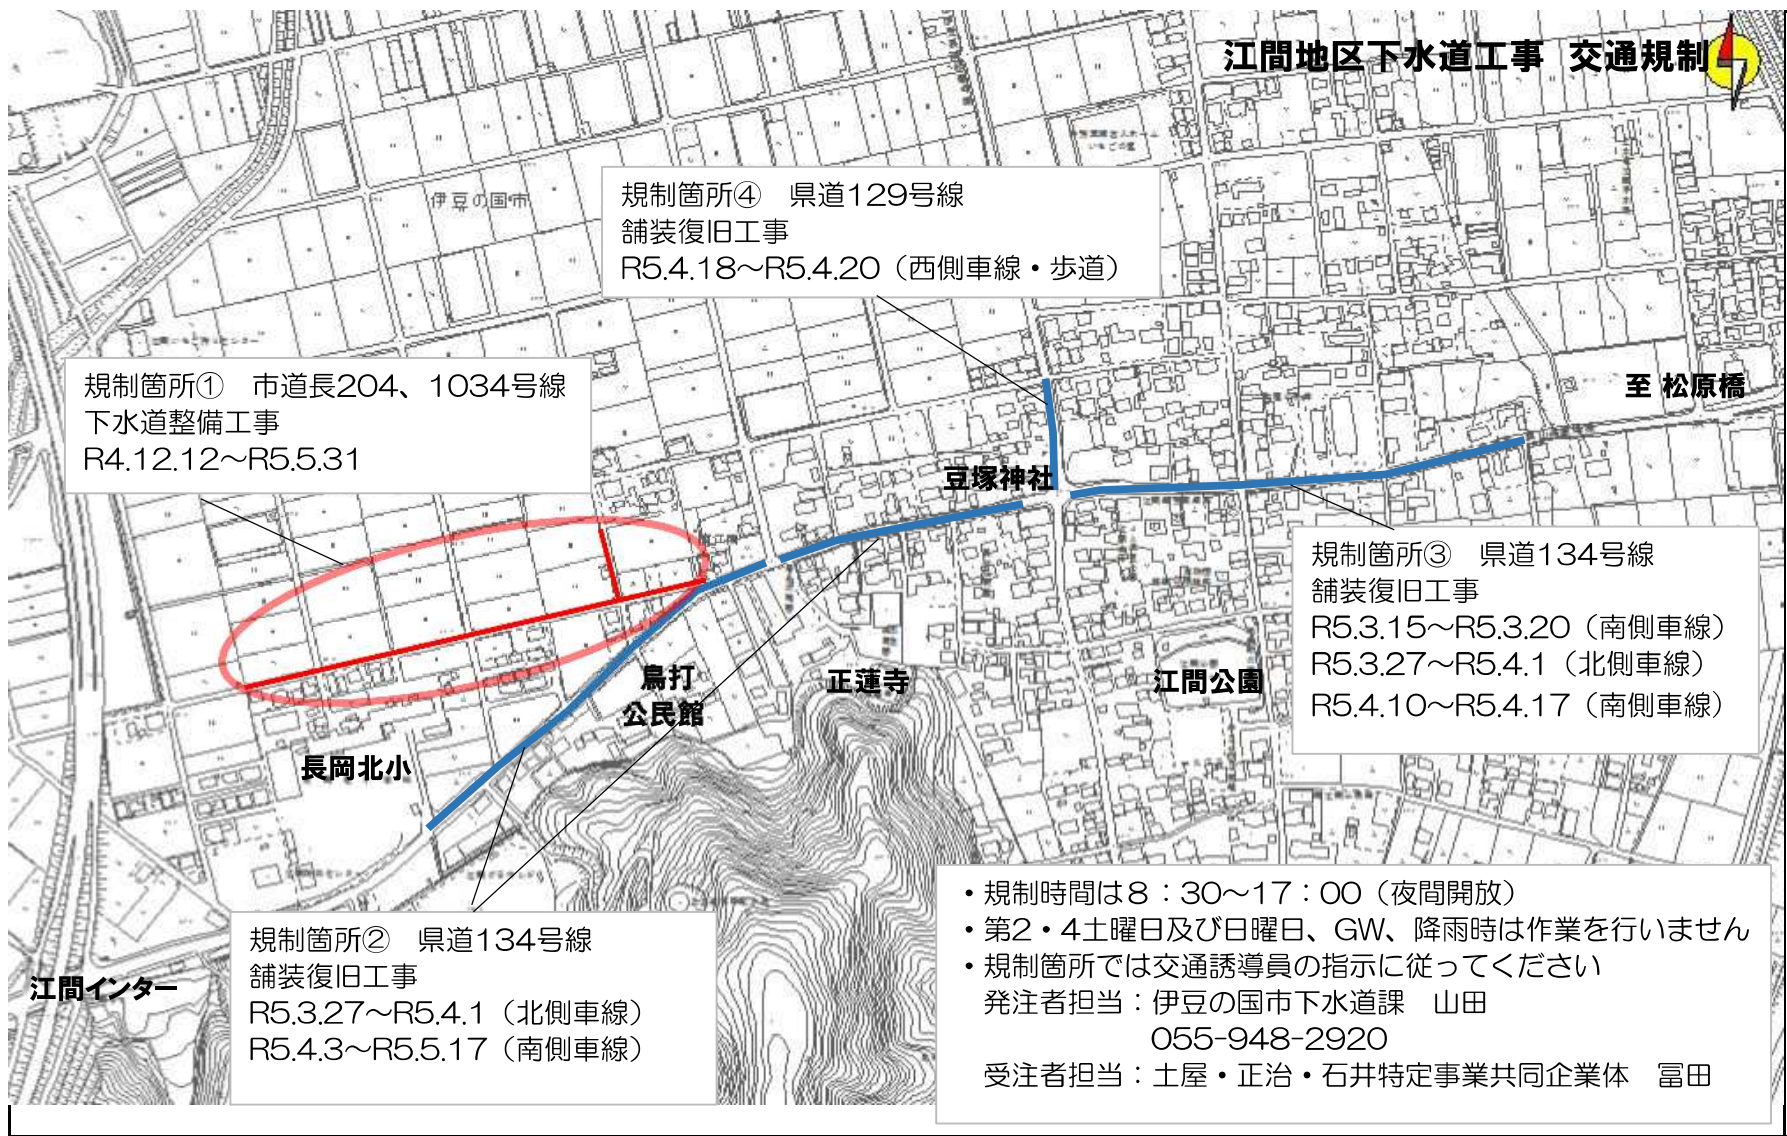 江間地区下水道工事　交通規制
伊豆の国市
規制箇所④　県道129号線
舗装復旧工事
R5.4.18～R5.4.20（西側車線・歩道）
規制箇所①　市道長204、1034号線
下水道整備工事
R4.12.12～R5.5.31
至 松原橋
豆塚神社
規制箇所③　県道134号線
舗装復旧工事
R5.3.15～R5.3.20（南側車線）
R5.3.27～R5.4.1（北側車線）
R5.4.10～R5.4.17（南側車線）
鳥打
公民館
正蓮寺
江間公園
長岡北小
江間インター
規制箇所②　県道134号線
舗装復旧工事
R5.3.27～R5.4.1（北側車線）
R5.4.3～R5.5.17（南側車線）
・規制時間は８：30～17：00（夜間開放）
・第2・4土曜日及び日曜日、GW、降雨時は作業を行いません
・規制箇所では交通誘導員の指示に従ってください
発注者担当：伊豆の国市下水道課　山田
055-948-2920
受注者担当：土屋・正治・石井特定事業共同企業体　冨田